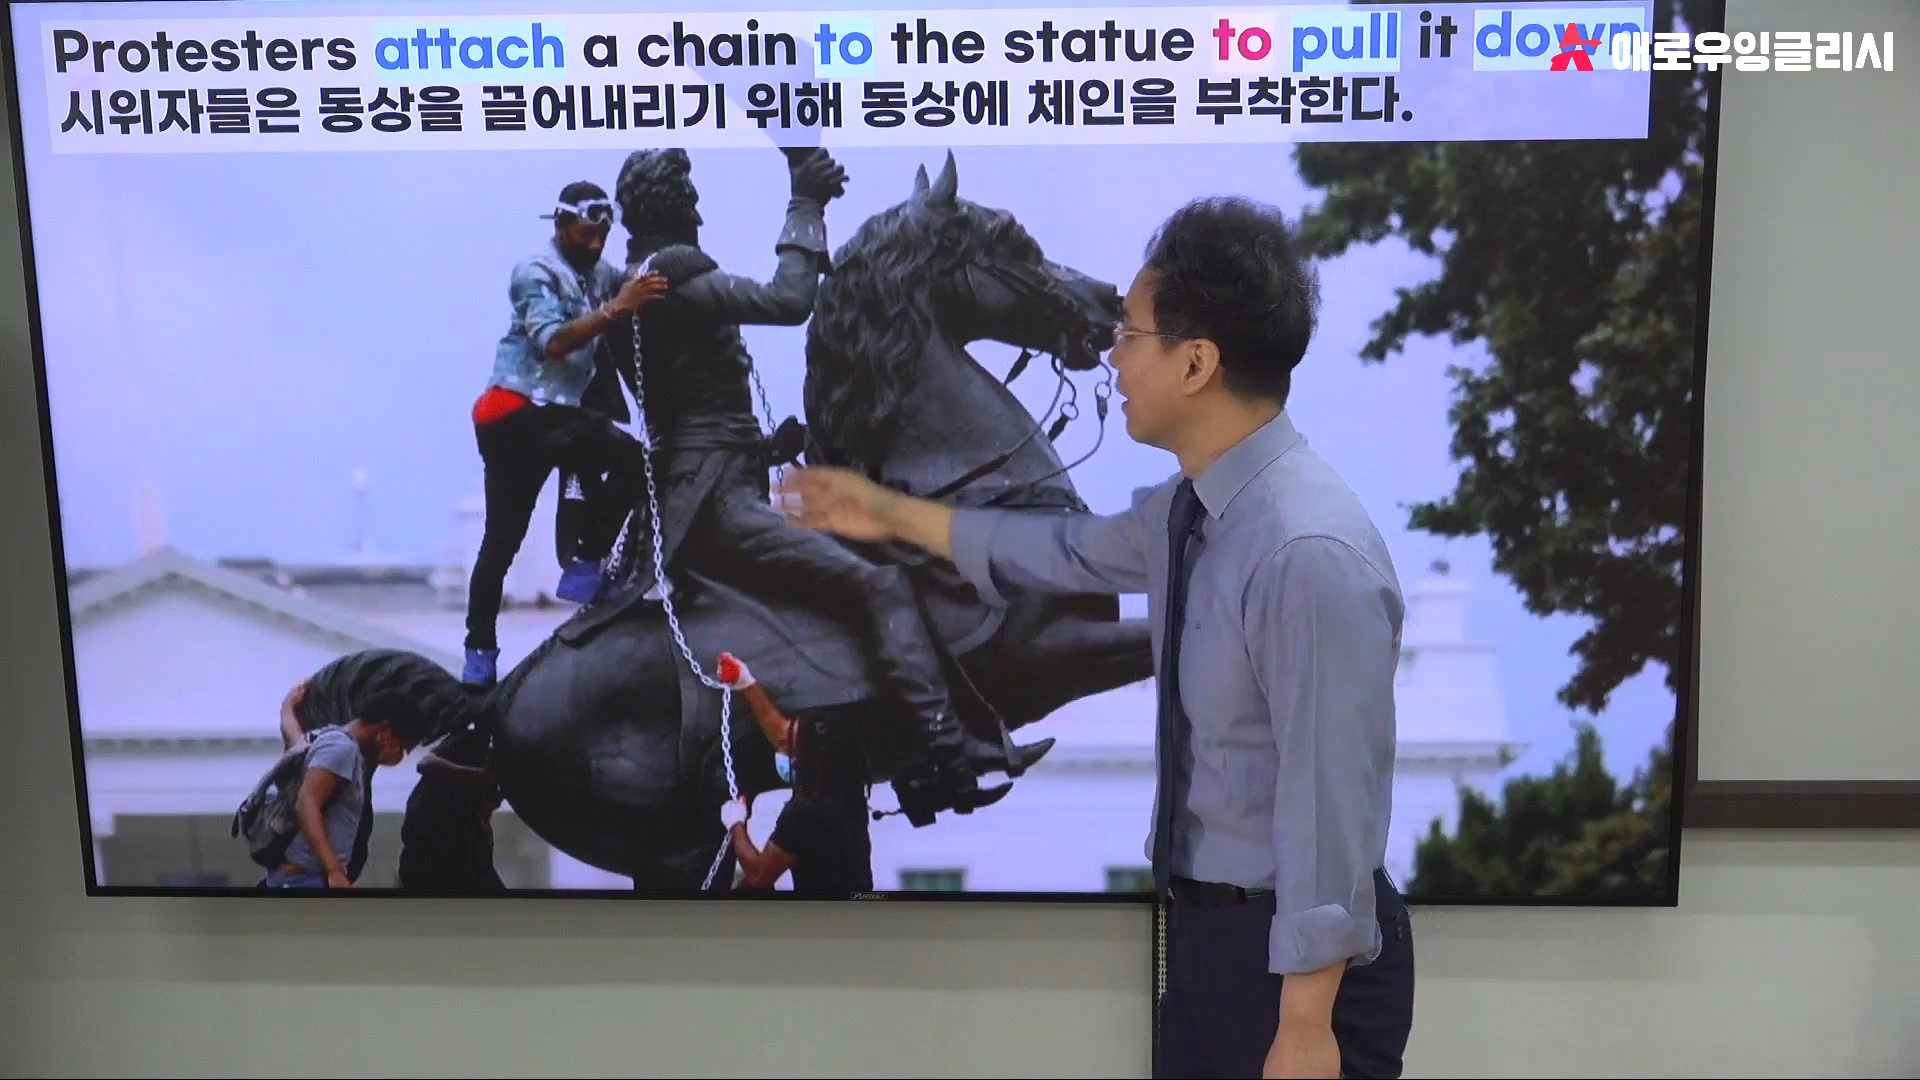 Protesters attach a chain to the statue to pull it down
애로우잉글리시
시위자들은 동상을 끌어내리기 위해 동상에 체인을 부착한다.